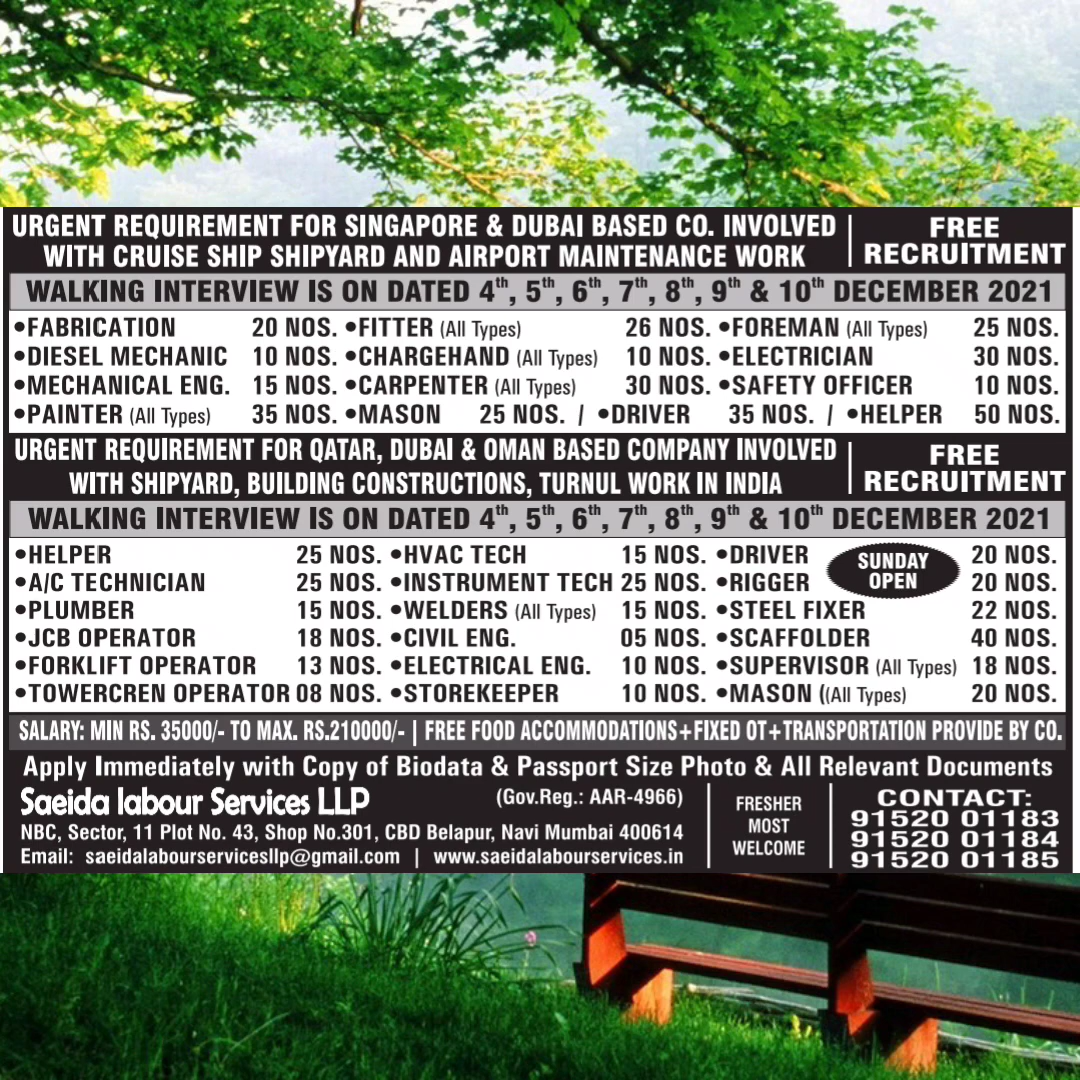 URGENT REQUIREMENT FOR SINGAPORE & DUBAI BASED CO. INVOLVED
WITH CRUISE SHIP SHIPYARD AND AIRPORT MAINTENANCE WORK
FREE
RECRUITMENT
WALKING INTERVIEW IS ON DATED 4th, 5th, 6th, 7th, 8th, 9th & 10th DECEMBER 2021
•FABRICATION 20 NOS. •FITTER (All Types) 26 NOS. •FOREMAN (All Types) 25 NOS.
•DIESEL MECHANIC 10 NOS. •CHARGEHAND (All Types) 10 NOS. •ELECTRICIAN 30 NOS.
•MECHANICAL ENG. 15 NOS. •CARPENTER (All Types) 30 NOS. •SAFETY OFFICER 10 NOS.
•PAINTER (All Types) 35 NOS. •MASON 25 NOS. / •DRIVER 35 NOS. / •HELPER 50 NOS.
URGENT REQUIREMENT FOR QATAR, DUBAI & OMAN BASED COMPANY INVOLVED
WITH SHIPYARD, BUILDING CONSTRUCTIONS, TURNUL WORK IN INDIA
FREE
RECRUITMENT
WALKING INTERVIEW IS ON DATED 4th, 5th, 6th, 7th, 8th, 9th & 10th DECEMBER 2021
•HELPER 25 NOS. •HVAC TECH 15 NOS. •DRIVER 20 NOS.
•A/C TECHNICIAN 25 NOS. •INSTRUMENT TECH 25 NOS. •RIGGER 20 NOS.
SUNDAY
OPEN
•PLUMBER 15 NOS. •WELDERS (All Types) 15 NOS. •STEEL FIXER 22 NOS.
•JCB OPERATOR 18 NOS. •CIVIL ENG. 05 NOS. •SCAFFOLDER 40 NOS.
•FORKLIFT OPERATOR 13 NOS. •ELECTRICAL ENG. 10 NOS. •SUPERVISOR (All Types) 18 NOS.
•TOWERCREN OPERATOR 08 NOS. •STOREKEEPER 10 NOS. •MASON ((All Types) 20 NOS.
SALARY: MIN RS. 35000/- TO MAX. RS.210000/- | FREE FOOD ACCOMMODATIONS+FIXED OT+TRANSPORTATION PROVIDE BY CO.
Apply Immediately with Copy of Biodata & Passport Size Photo & All Relevant Documents
Saeida labour Services LLP (Gov.Reg.: AAR-4966)
NBC, Sector, 11 Plot No. 43, Shop No.301, CBD Belapur, Navi Mumbai 400614
Email: saeidalabourservicesllp@gmail.com | www.saeidalabourservices.in
FRESHER
MOST
WELCOME
CONTACT:
91520 01183
91520 01184
91520 01185